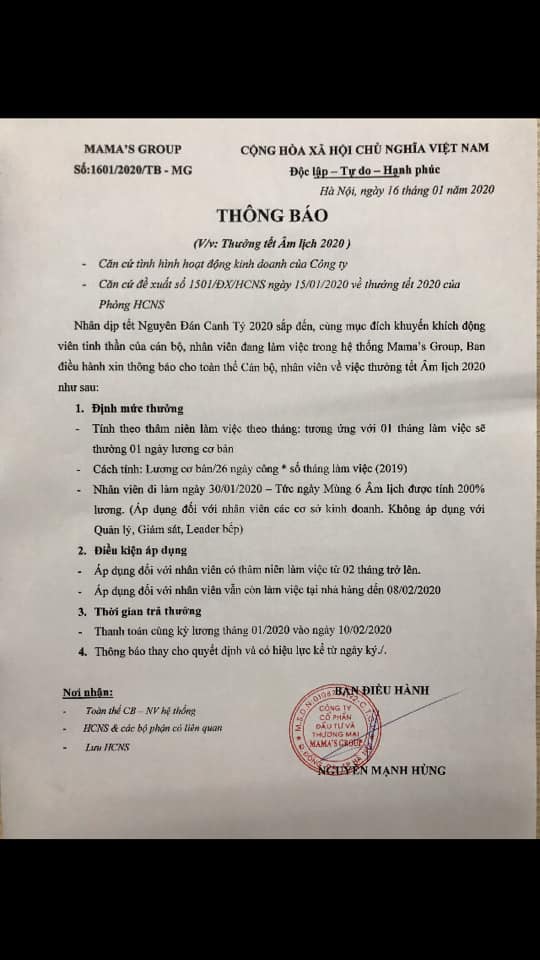 MAMA'S GROUP
CỘNG HÒA XÃ HỘI CHỦ NGHĨA VIỆT NAM
Số:1601/2020/TB - MG
Độc lập – Tự do – Hạnh phúc
Hà Nội, ngày 16 tháng 01 năm 2020
THÔNG BÁO
(V/v: Thưởng tết Âm lịch 2020 )
- Căn cứ tình hình hoạt động kinh doanh của Công ty
- Căn cứ đề xuất số 1501/ĐX/HCNS ngày 15/01/2020 về thưởng tết 2020 của
Phòng HCNS
Nhân dịp tết Nguyên Đán Canh Tý 2020 sắp đến, cùng mục đích khuyến khích động
viên tinh thần của cán bộ, nhân viên đang làm việc trong hệ thống Mama's Group, Ban
điều hành xin thông báo cho toàn thể Cán bộ, nhân viên về việc thưởng tết Âm lịch 2020
như sau:
1. Định mức thưởng
- Tính theo thâm niên làm việc theo tháng: tương ứng với 01 tháng làm việc sẽ
thưởng 01 ngày lương cơ bản
- Cách tính: Lương cơ bản/26 ngày công * số tháng làm việc (2019)
- Nhân viên đi làm ngày 30/01/2020 – Tức ngày Mùng 6 Âm lịch được tính 200%
lương. (Áp dụng đối với nhân viên các cơ sở kinh doanh. Không áp dụng với
Quản lý, Giám sát, Leader bếp)
2. Điều kiện áp dụng
- Áp dụng đối với nhân viên có thâm niên làm việc từ 02 tháng trở lên.
- Áp dụng đối với nhân viên vẫn còn làm việc tại nhà hàng đến 08/02/2020
3. Thời gian trả thưởng
- Thanh toán cùng kỳ lương tháng 01/2020 vào ngày 10/02/2020
4. Thông báo thay cho quyết định và có hiệu lực kể từ ngày ký./.
Nơi nhận:
- Toàn thể CB – NV hệ thống
- HCNS & các bộ phận có liên quan
- Lưu HCNS
BAN ĐIỀU HÀNH
CÔNG TY
CỔ PHẦN
ĐẦU TƯ VÀ
THƯƠNG MẠI
MAMA'S GROUP
NGUYỄN MẠNH HÙNG